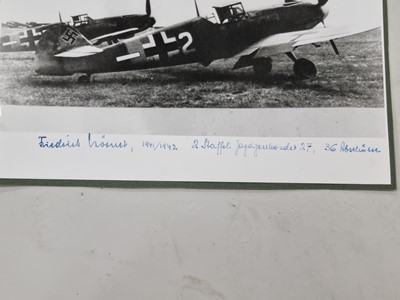 2
Friedrich Körner, 1941/1942 2 Staffel Jagdgeschwader 27, 36 Abschüsse